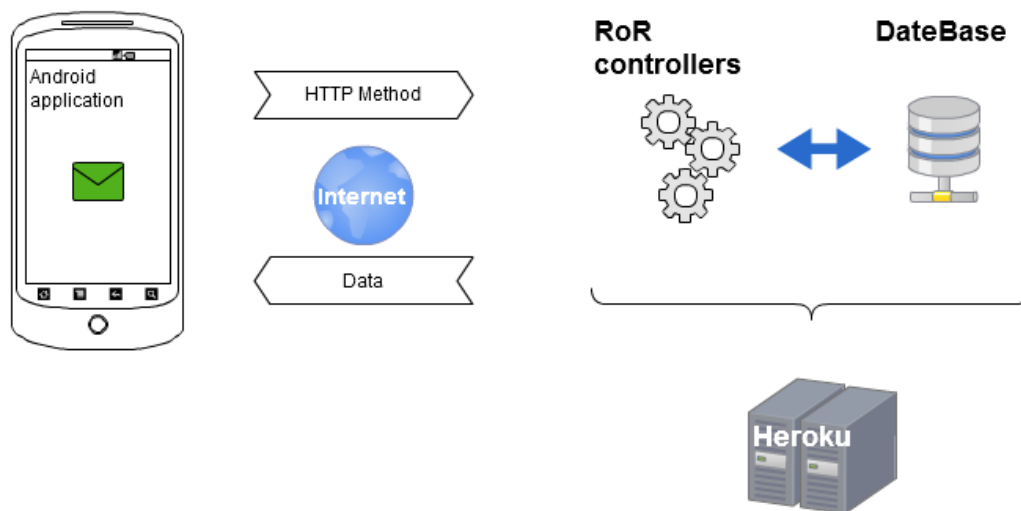 Android
application
HTTP Method
Internet
Data
RoR
controllers
DateBase
Heroku